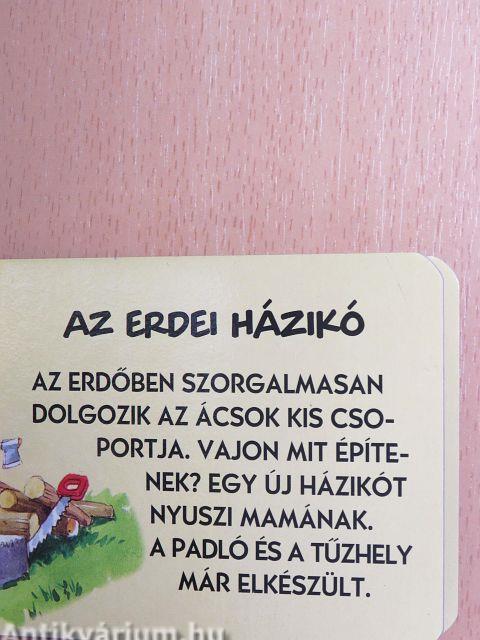 AZ ERDEI HÁZIKÓ
AZ ERDŐBEN SZORGALMASAN
DOLGOZIK AZ ÁCSOK KIS CSO-
PORTJA. VAJON MIT ÉPÍTE-
NEK? EGY ÚJ HÁZIKÓT
NYUSZI MAMÁNAK.
A PADLÓ ÉS A TŰZHELY
MÁR ELKÉSZÜLT.
Antikvárium.hu